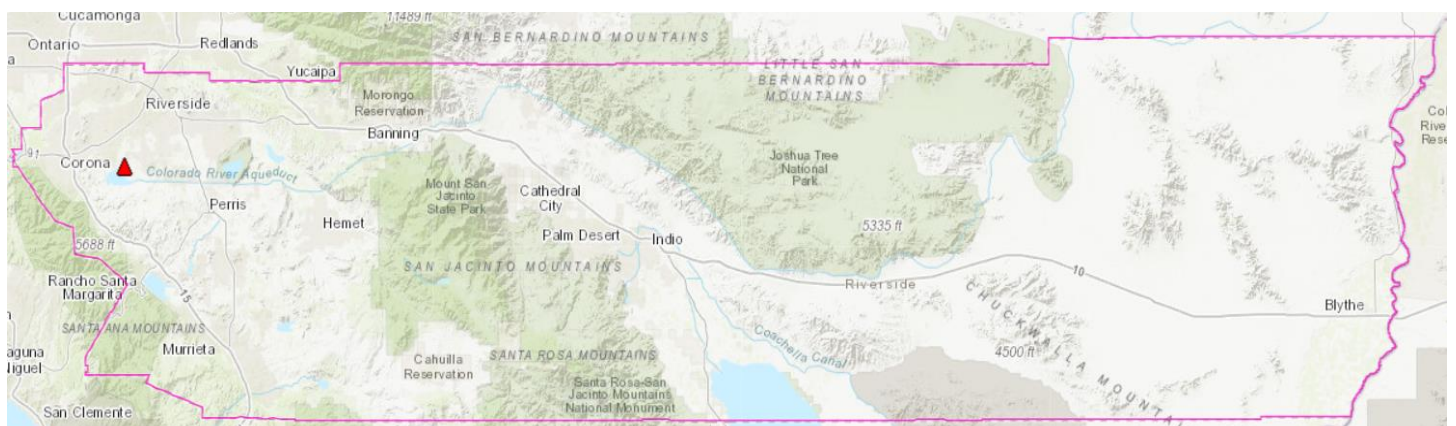 Cucamonga
11489 ft
Ontario
Redlands
SAN BERNARDINO MOUNTAINS
Yucaipa
LITTLE SAN
BERNARDINO
MOUNTAINS
Riverside
Morongo
Reservation
Banning
91
Corona
Colorado River Aqueduct
Joshua Tree
National
Park
Mount San
Jacinto
State Park
Cathedral
City
Perris
Hemet
5335 ft
5688 ft
Palm Desert
Indio
SAN JACINTO MOUNTAINS
10
Rancho Santa
Margarita
15
Riverside
CHUCKWALLA
Blythe
SANTA ANA MOUNTAINS
Coachella Canal
Murrieta
SANTA ROSA MOUNTAINS
4500 ft
Cahuilla
Reservation
Niguel
Santa Rosa-San
Jacinto Mountains
National Monument
San Clemente